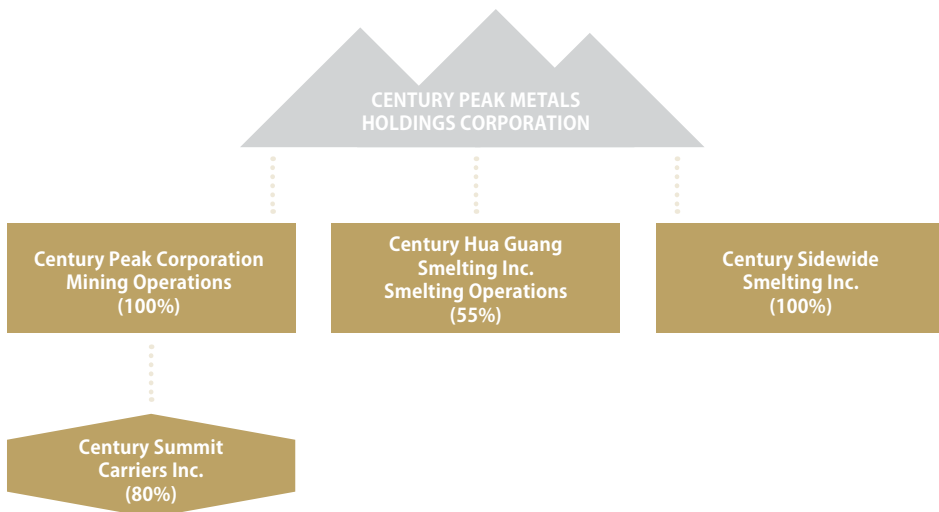 CENTURY PEAK METALS
HOLDINGS CORPORATION
Century Peak Corporation
Mining Operations
(100%)
Century Hua Guang
Smelting Inc.
Smelting Operations
(55%)
Century Sidewide
Smelting Inc.
(100%)
Century Summit
Carriers Inc.
(80%)